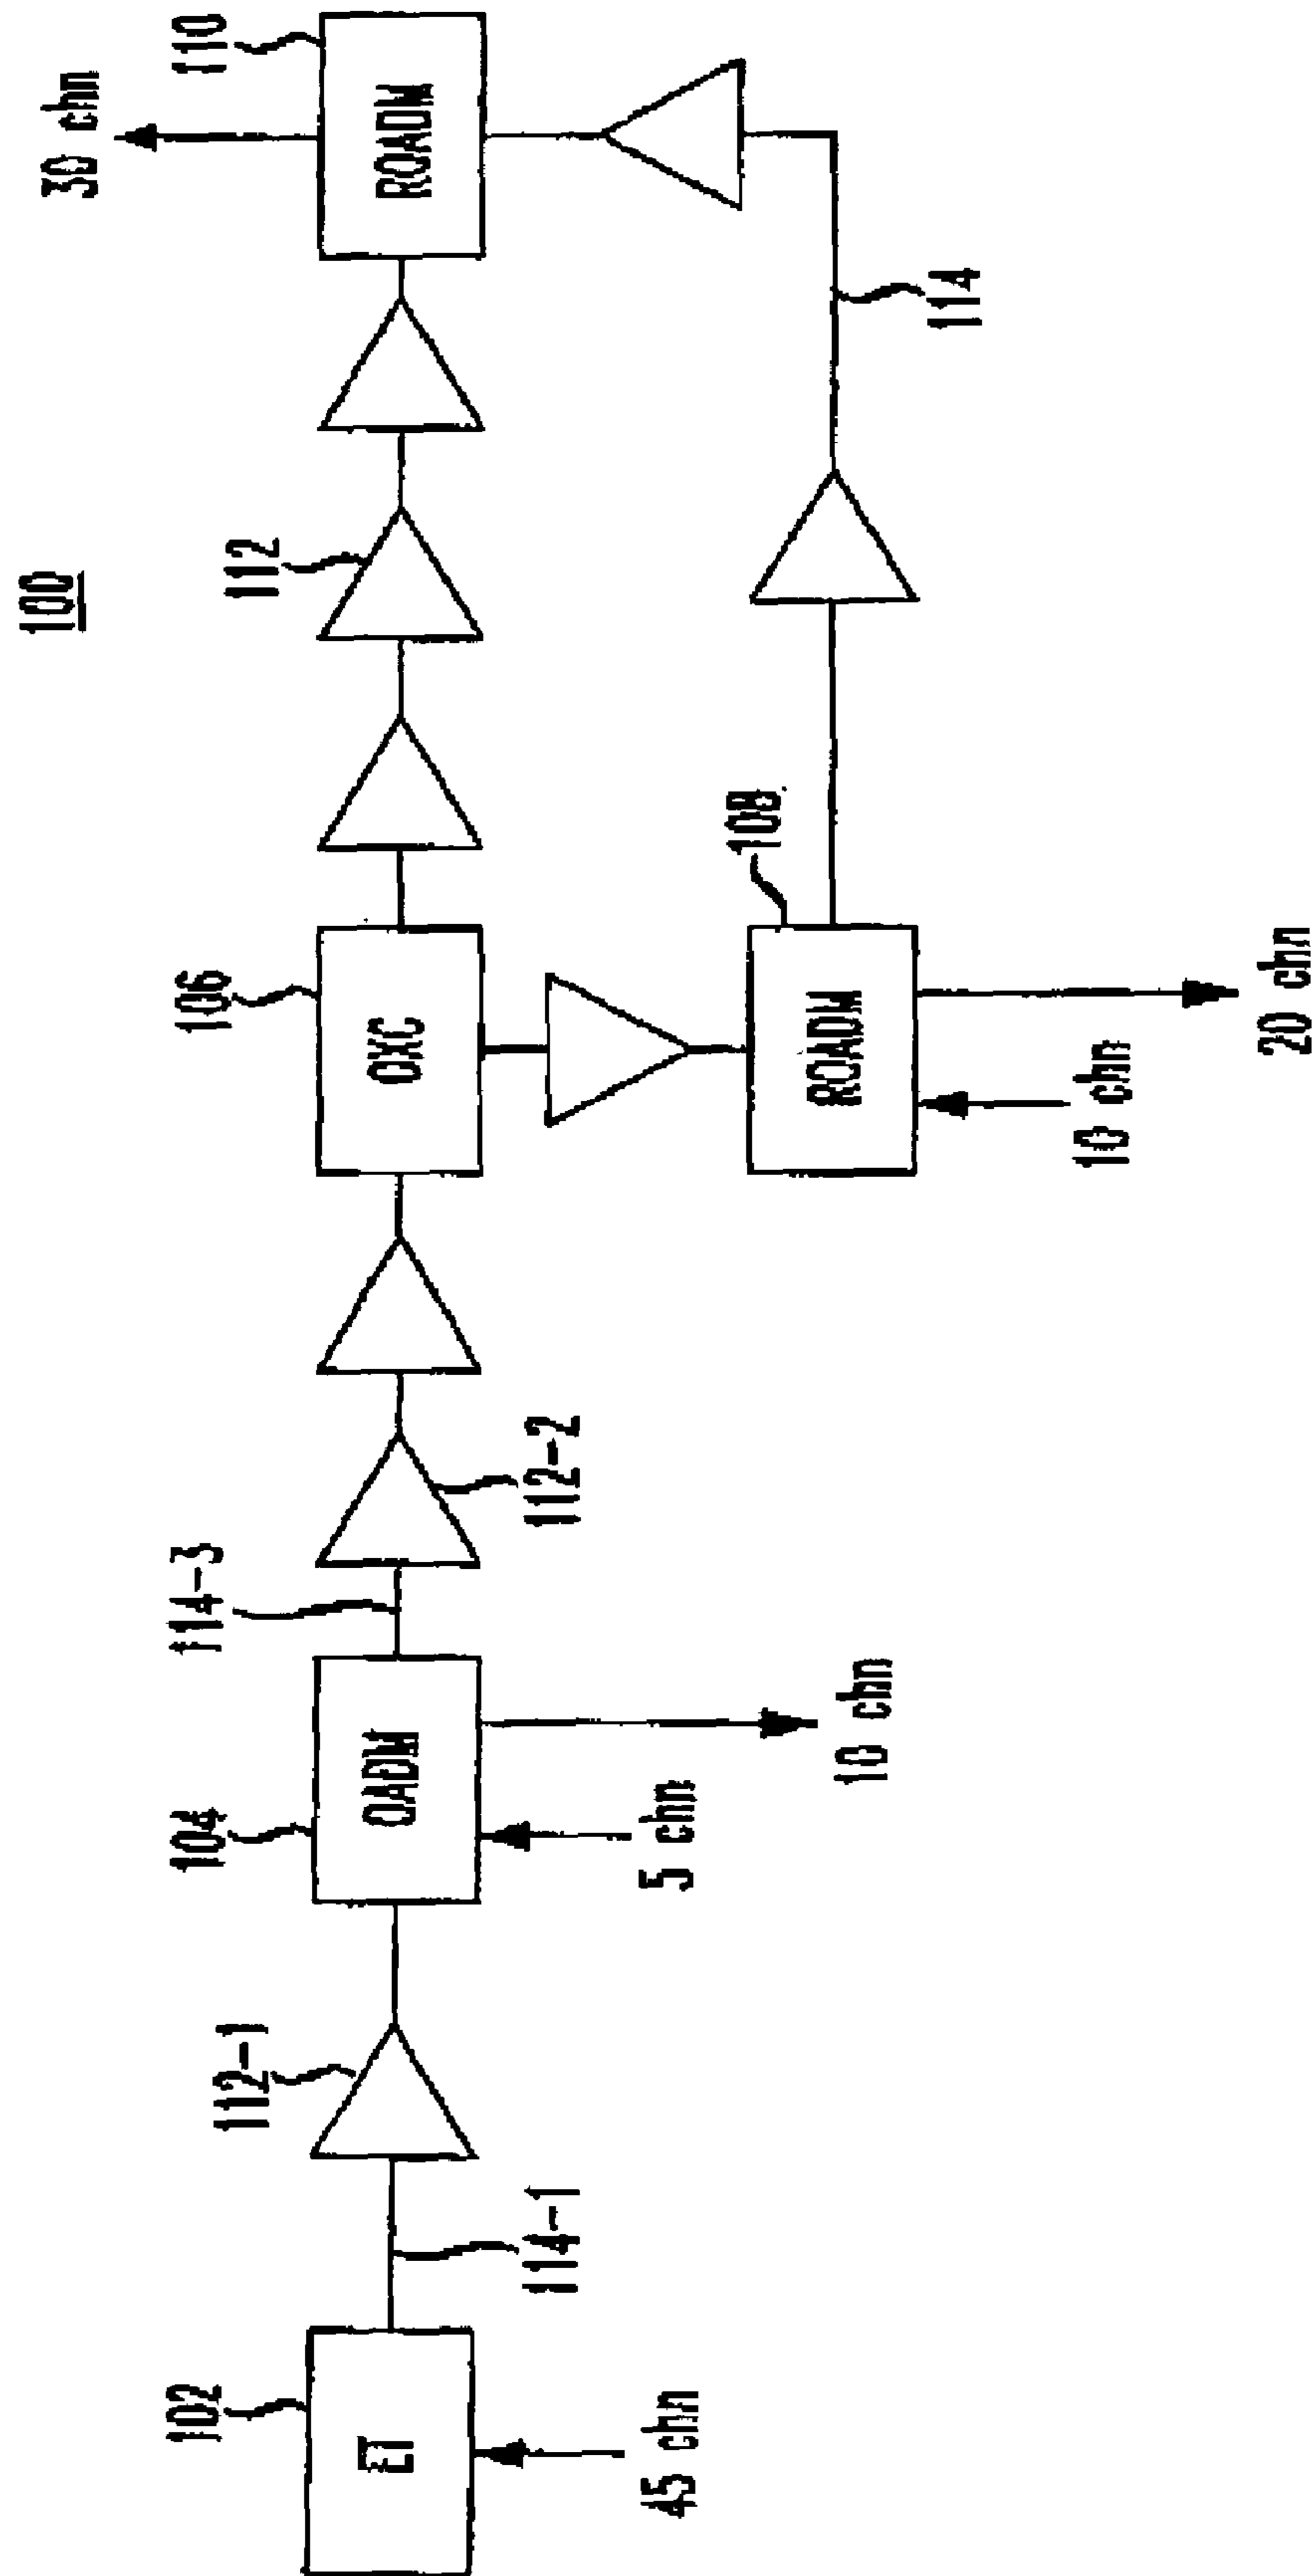 100
102
ET
45 chn
114-1
112-1
104
OADM
5 chn
10 chn
114-3
112-2
106
OXC
108
ROADM
10 chn
20 chn
112
114
110
ROADM
30 chn